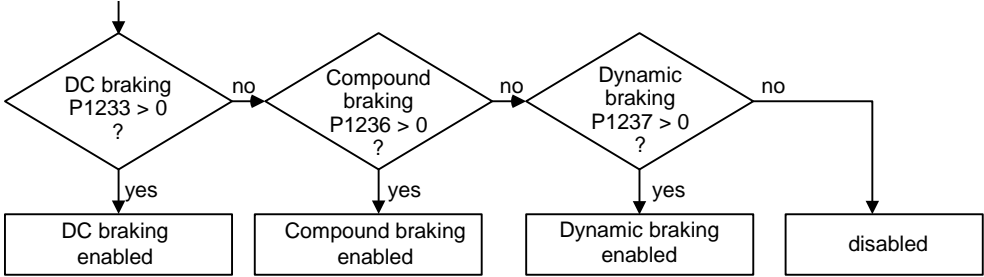 DC braking
P1233 > 0
?
no
Compound
braking
P1236 > 0
?
no
Dynamic
braking
P1237 > 0
?
no
yes
yes
yes
DC braking
enabled
Compound braking
enabled
Dynamic braking
enabled
disabled